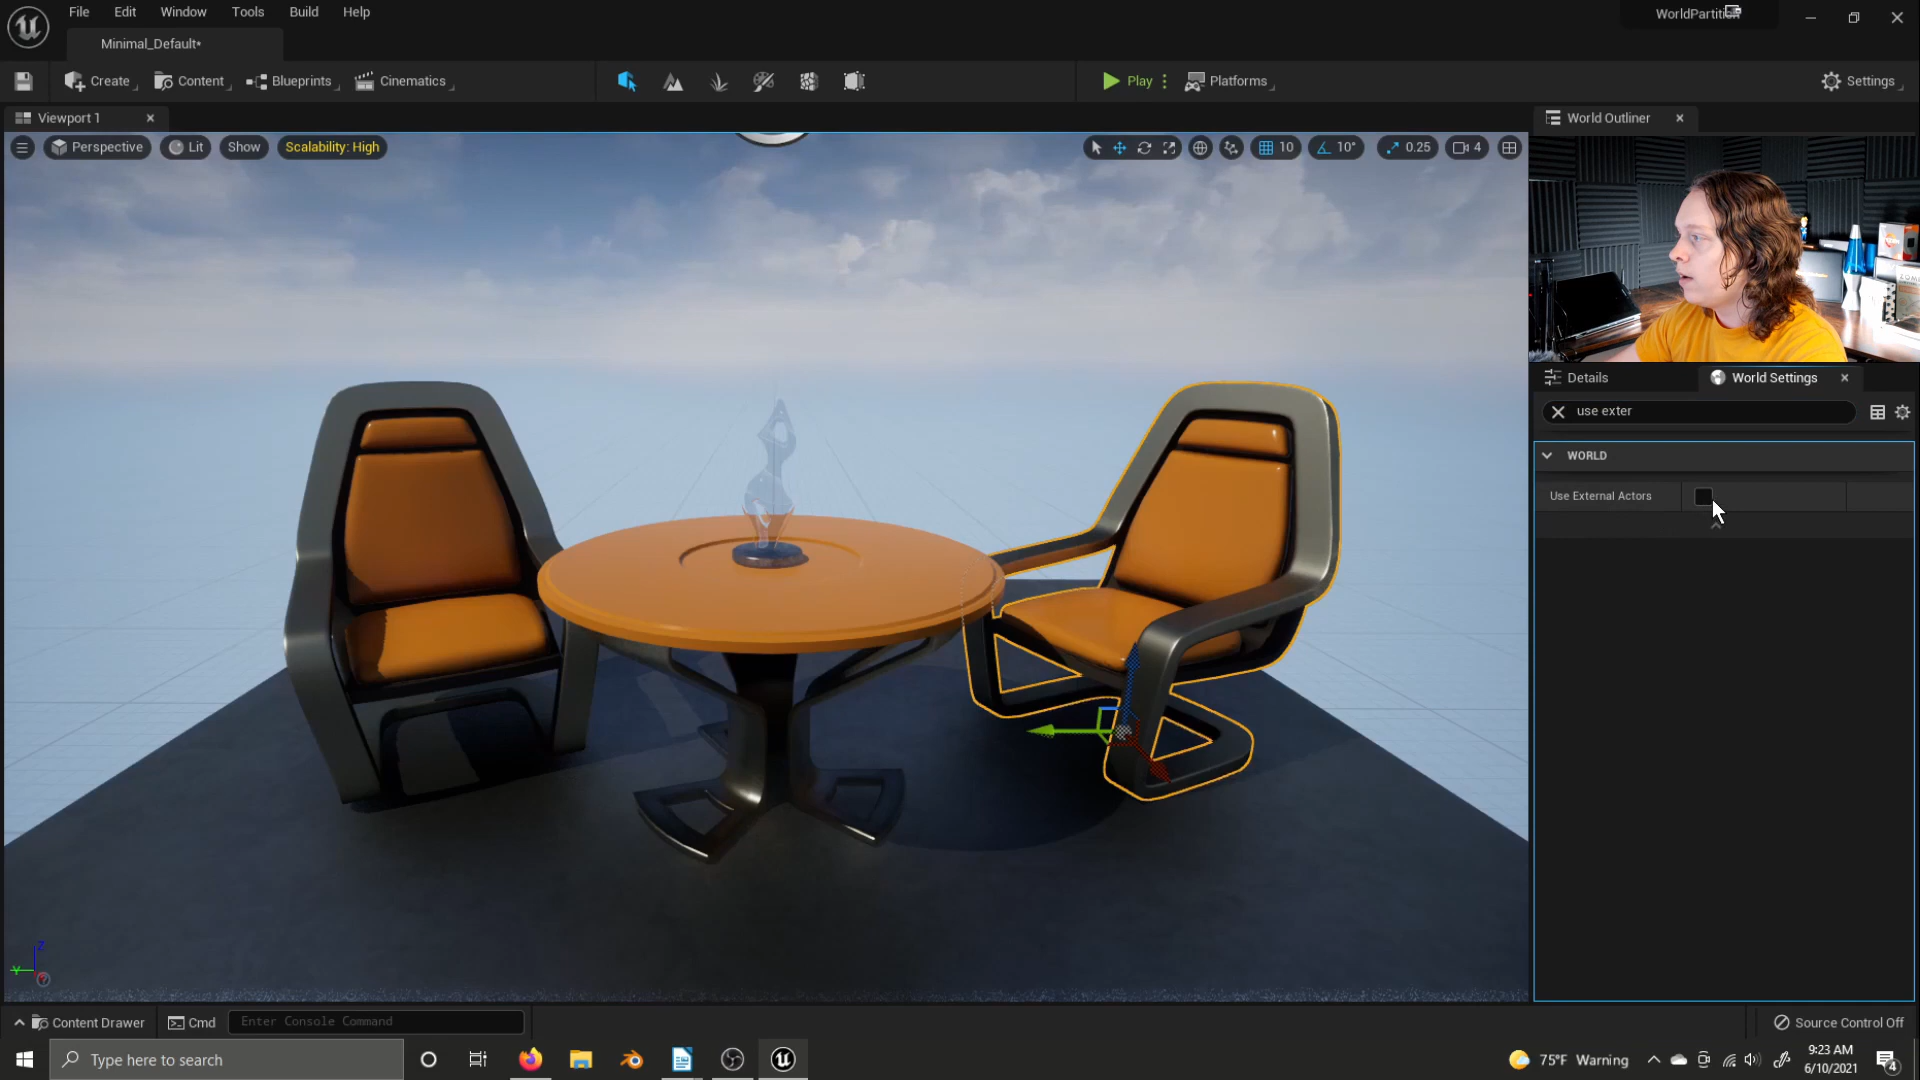 File Edit Window Tools Build Help
WorldPartition
Minimal_Default*
Create Content Blueprints Cinematics Play Platforms Settings
Viewport 1
World Outliner
Perspective Lit Show Scalability: High 10 10° 0.25 4
Details World Settings
use exter
WORLD
Use External Actors
Z
Y
Content Drawer Cmd Enter Console Command Source Control Off
Type here to search
75°F Warning
9:23 AM
6/10/2021
4